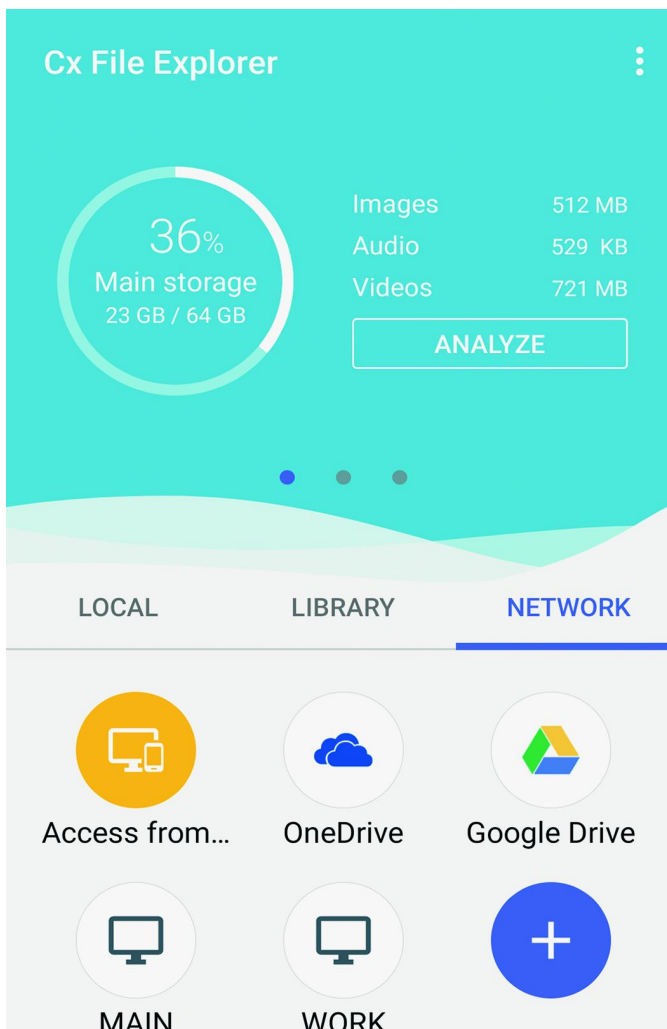 Cx File Explorer
36%
Main storage
23 GB / 64 GB
Images 512 MB
Audio 529 KB
Videos 721 MB
ANALYZE
LOCAL LIBRARY NETWORK
Access from... OneDrive Google Drive
MAIN WORK